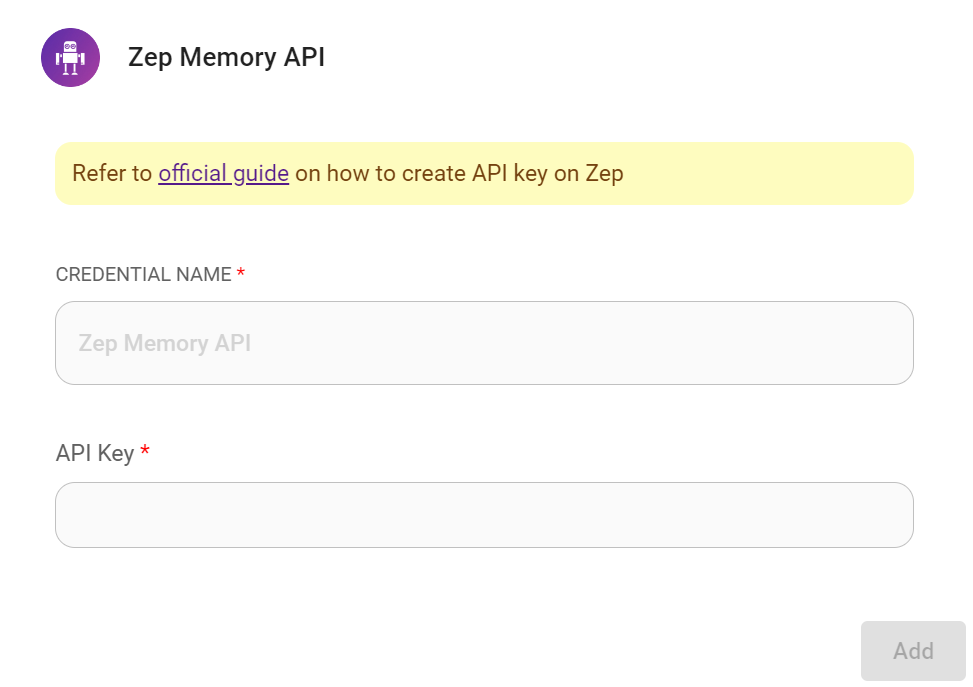 Zep Memory API
Refer to official guide on how to create API key on Zep
CREDENTIAL NAME *
Zep Memory API
API Key *
Add